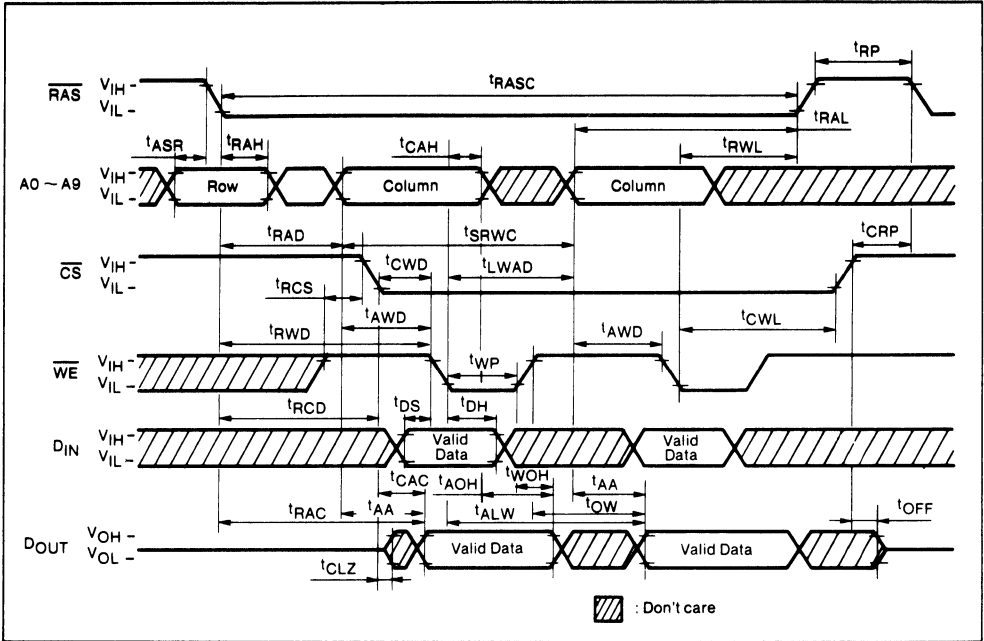 tRP
tRASC
RAS VIH VIL
tRAL
tASR tRAH tCAH tRWL
A0 ~ A9 VIH VIL Row Column Column
tRAD tSRWC tCRP
CS VIH VIL tCWD tLWAD
tRCS
tAWD tCWL
tRWD tAWD
WE VIH VIL tWP
tRCD tDS tDH
DIN VIH VIL Valid Data Valid Data
tCAC tAOH tWOH tAA
tRAC tAA tALW tOW tOFF
DOUT VOH VOL Valid Data Valid Data
tCLZ
: Don't care